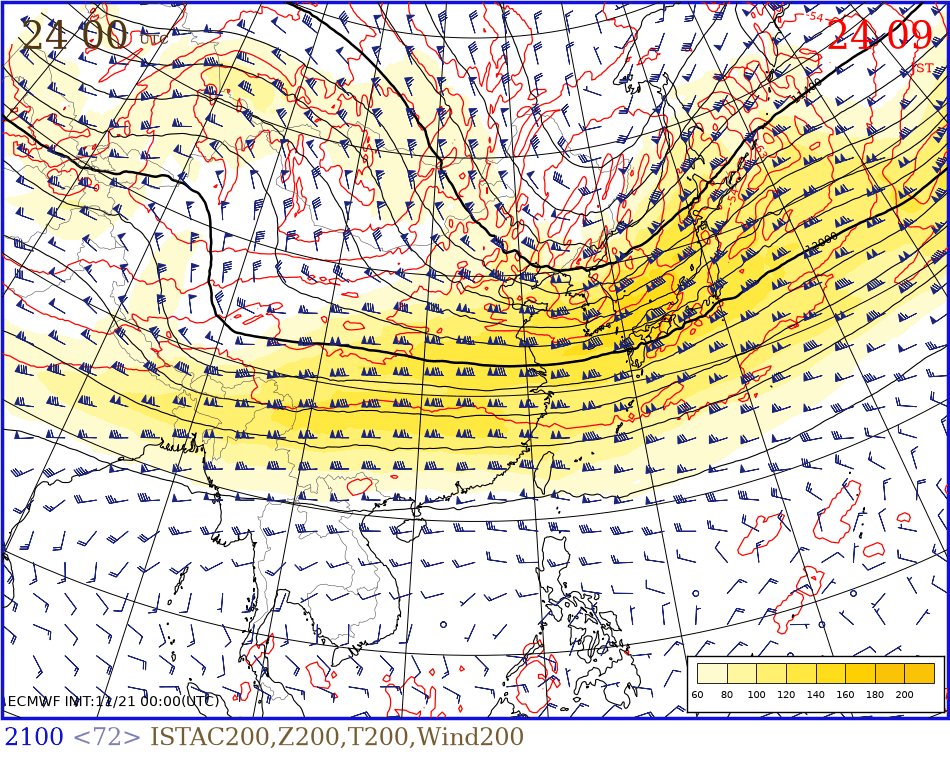 24 00 UTC
24 09
JST
-54
12000
ECMWF INIT:11/21 00:00(UTC)
60 80 100 120 140 160 180 200
2100 <72> ISTAC200,Z200,T200,Wind200